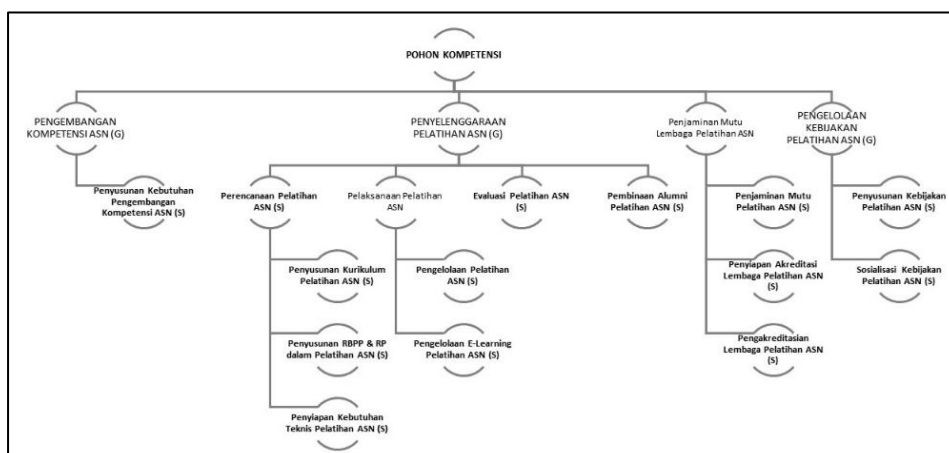 POHON KOMPETENSI
PENGEMBANGAN
KOMPETENSI ASN (G)
PENYELENGGARAAN
PELATIHAN ASN (G)
Penjaminan Mutu
Lembaga Pelatihan ASN
PENGELOLAAN
KEBIJAKAN
PELATIHAN ASN (G)
Penyusunan Kebutuhan
Pengembangan
Kompetensi ASN (S)
Perencanaan Pelatihan
ASN (S)
Pelaksanaan Pelatihan
ASN
Evaluasi Pelatihan ASN
(S)
Pembinaan Alumni
Pelatihan ASN (S)
Penjaminan Mutu
Pelatihan ASN (S)
Penyusunan Kebijakan
Pelatihan ASN (S)
Penyusunan Kurikulum
Pelatihan ASN (S)
Pengelolaan Pelatihan
ASN (S)
Penyiapan Akreditasi
Lembaga Pelatihan ASN
(S)
Sosialisasi Kebijakan
Pelatihan ASN (S)
Penyusunan RBPP & RP
dalam Pelatihan ASN (S)
Pengelolaan E-Learning
Pelatihan ASN (S)
Pengakreditasian
Lembaga Pelatihan ASN
(S)
Penyiapan Kebutuhan
Teknis Pelatihan ASN (S)